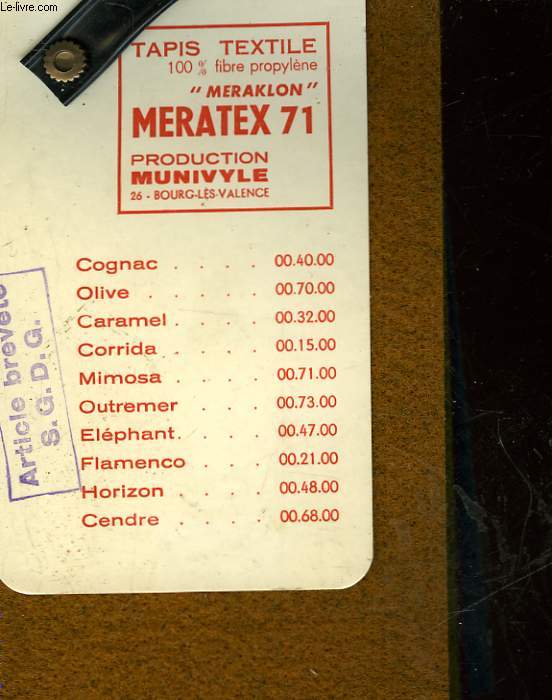 Le-livre.com
TAPIS TEXTILE
100 % fibre propylène
"MERAKLON"
MERATEX 71
PRODUCTION
MUNIVYLE
26 - BOURG-LÈS-VALENCE
Cognac . . . . 00.40.00
Olive . . . . . 00.70.00
Caramel . . . . 00.32.00
Corrida . . . . 00.15.00
Mimosa . . . . 00.71.00
Outremer . . . 00.73.00
Eléphant. . . . 00.47.00
Flamenco . . . 00.21.00
Horizon . . . . 00.48.00
Cendre . . . . 00.68.00
Article breveté
S. G. D. G.